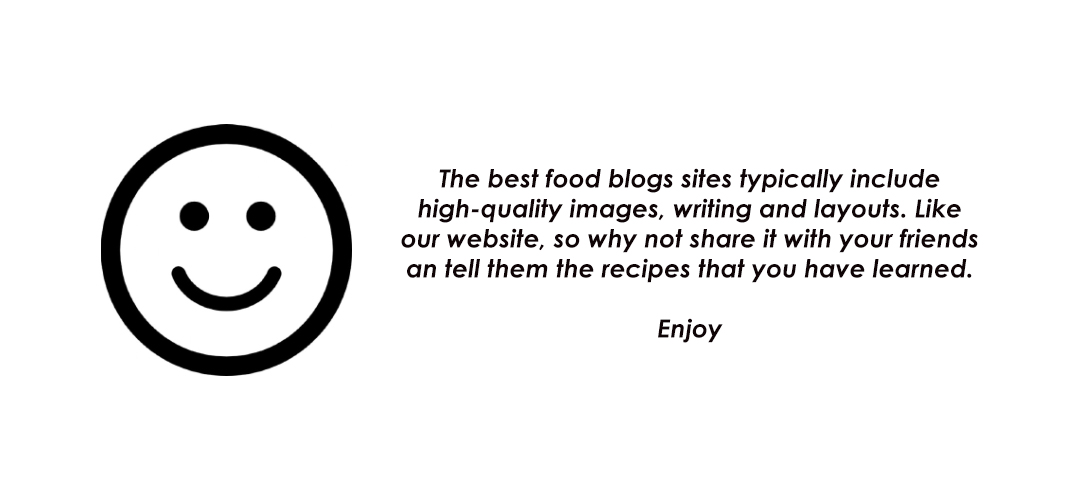 The best food blogs sites typically include
high-quality images, writing and layouts. Like
our website, so why not share it with your friends
an tell them the recipes that you have learned.
Enjoy